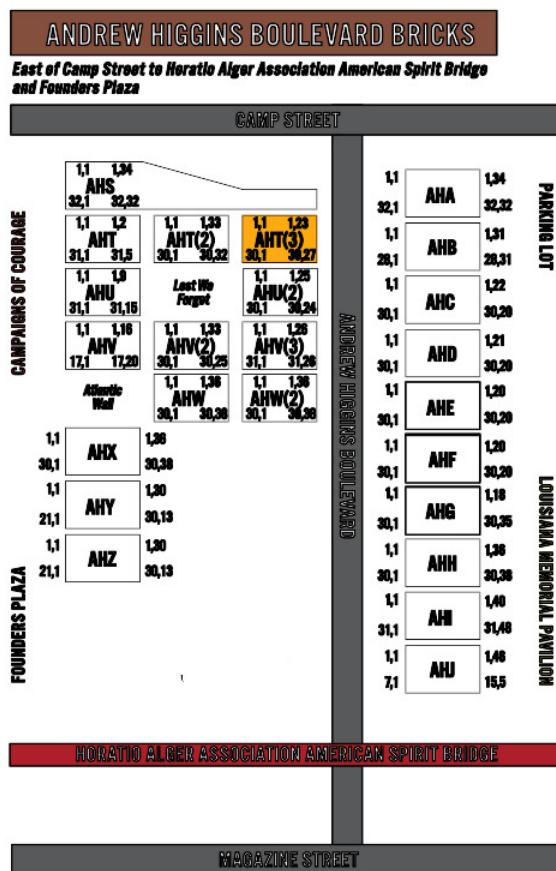 ANDREW HIGGINS BOULEVARD BRICKS
East of Camp Street to Horatio Alger Association American Spirit Bridge
and Founders Plaza
CAMP STREET
CAMPAIGNS OF COURAGE
FOUNDERS PLAZA
1,1 1,34
AHS
32,1 32,32
1,1 1,2
AHT
31,1 31,5
1,1 1,33
AHT(2)
30,1 30,32
1,1 1,23
AHT(3)
30,1 30,27
1,1 1,9
AHU
31,1 31,15
Lest We
Forget
1,1 1,25
AHU(2)
30,1 30,24
1,1 1,16
AHV
17,1 17,20
1,1 1,33
AHV(2)
30,1 30,25
1,1 1,26
AHV(3)
31,1 31,26
Atlantic
Wall
1,1 1,36
AHW
30,1 30,38
1,1 1,36
AHW(2)
30,1 30,38
1,1 1,36
AHX
30,1 30,38
1,1 1,30
AHY
21,1 30,13
1,1 1,30
AHZ
21,1 30,13
ANDREW HIGGINS BOULEVARD
1,1 1,34
AHA
32,1 32,32
1,1 1,31
AHB
28,1 28,31
1,1 1,22
AHC
30,1 30,20
1,1 1,21
AHD
30,1 30,20
1,1 1,20
AHE
30,1 30,20
1,1 1,20
AHF
30,1 30,20
1,1 1,18
AHG
30,1 30,35
1,1 1,36
AHH
30,1 30,38
1,1 1,40
AHI
31,1 31,48
1,1 1,48
AHJ
7,1 15,5
PARKING LOT
LOUISIANA MEMORIAL PAVILION
HORATIO ALGER ASSOCIATION AMERICAN SPIRIT BRIDGE
MAGAZINE STREET